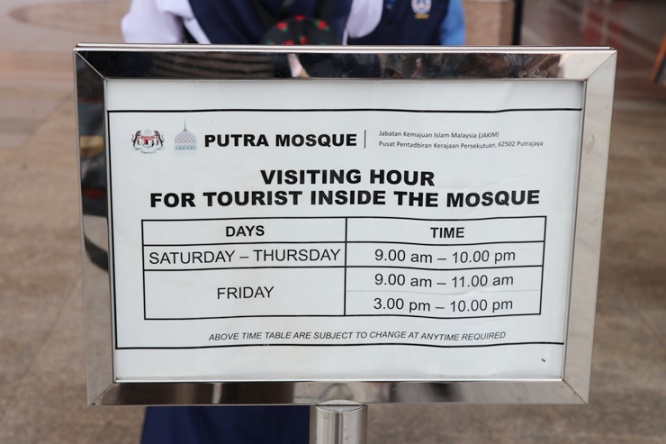 PUTRA MOSQUE
Jabatan Kemajuan Islam Malaysia (JAKIM)
Pusat Pentadbiran Kerajaan Persekutuan, 62502 Putrajaya
VISITING HOUR
FOR TOURIST INSIDE THE MOSQUE
DAYS TIME
SATURDAY – THURSDAY 9.00 am – 10.00 pm
FRIDAY 9.00 am – 11.00 am
3.00 pm – 10.00 pm
ABOVE TIME TABLE ARE SUBJECT TO CHANGE AT ANYTIME REQUIRED